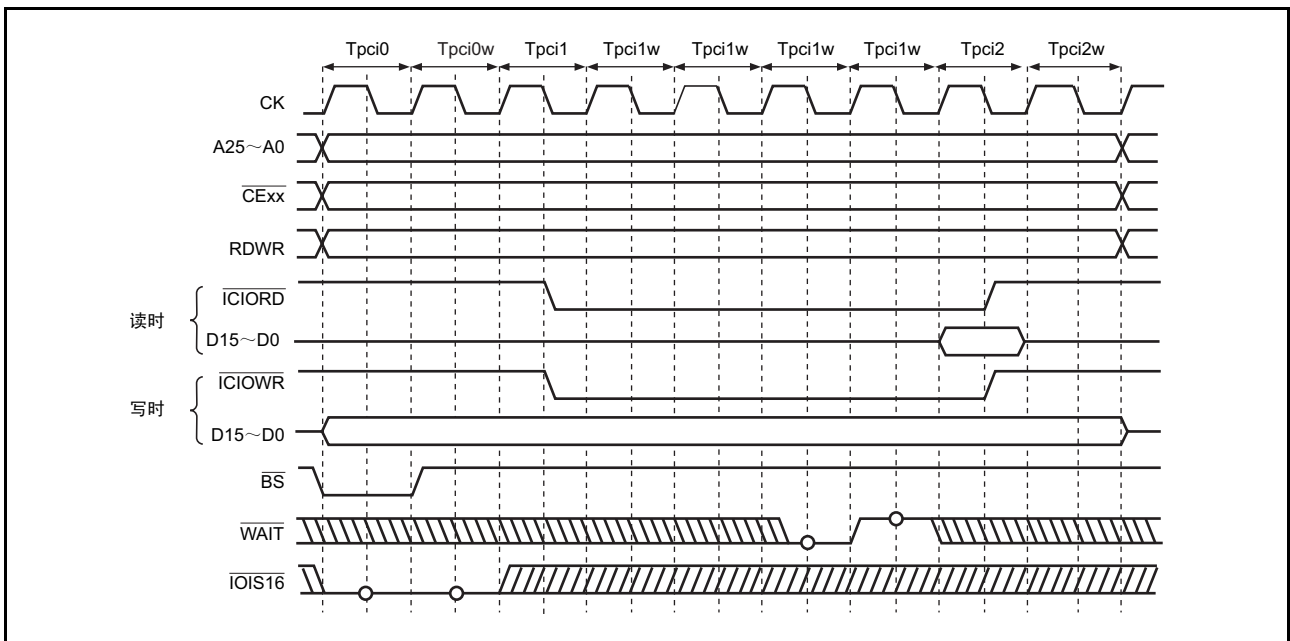 Tpci0 Tpci0w Tpci1 Tpci1w Tpci1w Tpci1w Tpci1w Tpci2 Tpci2w
CK
A25～A0
CExx
RDWR
读时
ICIORD
D15～D0
写时
ICIOWR
D15～D0
BS
WAIT
IOIS16